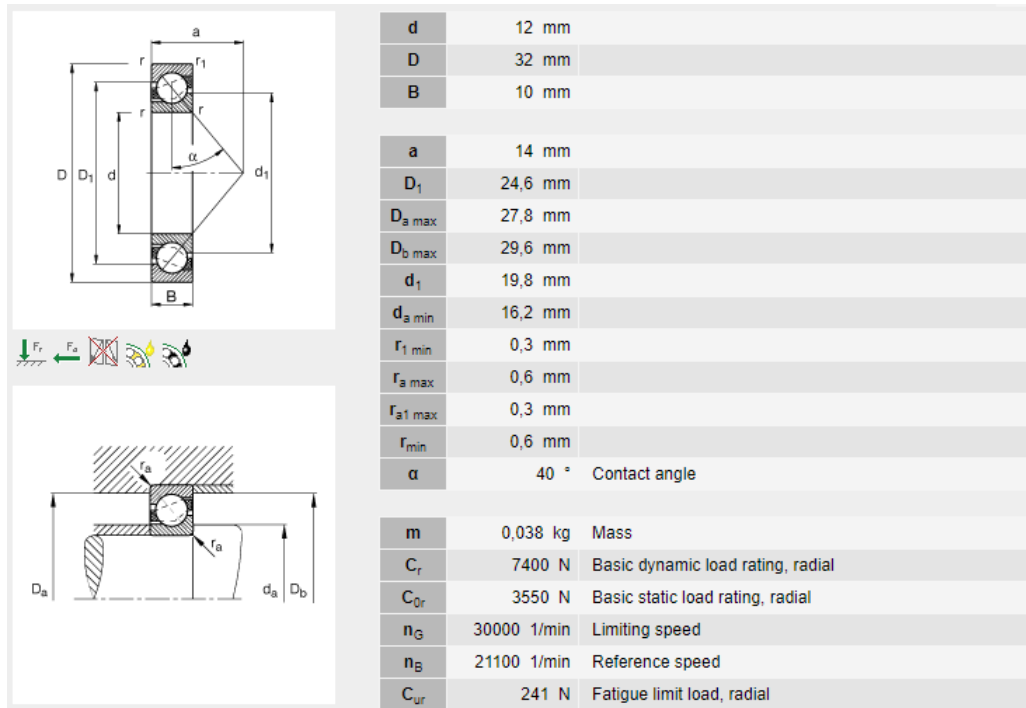 a
r
r₁
r
r
α
D
D₁
d
d₁
B
Fᵣ
Fₐ
rₐ
rₐ
Dₐ
dₐ
D_b
d 12 mm
D 32 mm
B 10 mm
a 14 mm
D₁ 24,6 mm
Dₐ ₘₐₓ 27,8 mm
D_b ₘₐₓ 29,6 mm
d₁ 19,8 mm
dₐ ₘᵢₙ 16,2 mm
r₁ ₘᵢₙ 0,3 mm
rₐ ₘₐₓ 0,6 mm
rₐ₁ ₘₐₓ 0,3 mm
rₘᵢₙ 0,6 mm
α 40 ° Contact angle
m 0,038 kg Mass
Cᵣ 7400 N Basic dynamic load rating, radial
C₀ᵣ 3550 N Basic static load rating, radial
n_G 30000 1/min Limiting speed
n_B 21100 1/min Reference speed
Cᵤᵣ 241 N Fatigue limit load, radial